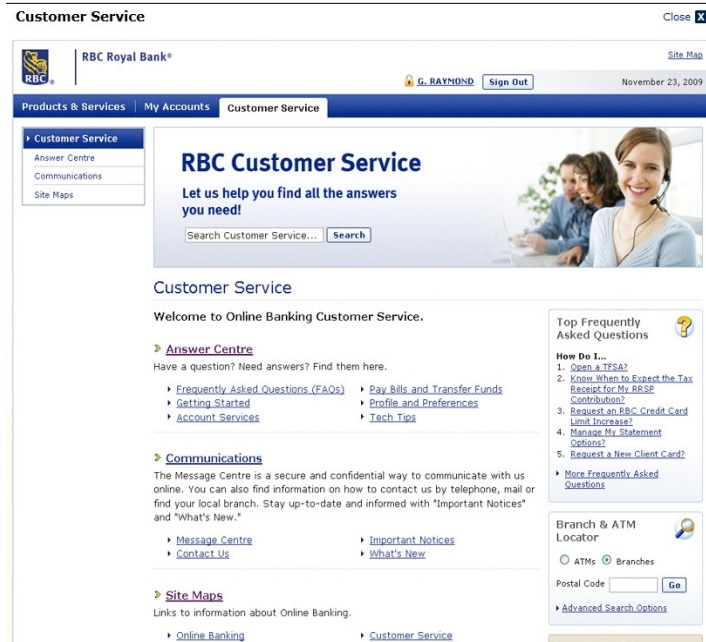 Customer Service
Close X
RBC
RBC Royal Bank®
Site Map
G. RAYMOND Sign Out
November 23, 2009
Products & Services | My Accounts Customer Service
Customer Service
Answer Centre
Communications
Site Maps
RBC Customer Service
Let us help you find all the answers
you need!
Search Customer Service... Search
Customer Service
Welcome to Online Banking Customer Service.
Answer Centre
Have a question? Need answers? Find them here.
Frequently Asked Questions (FAQs) Pay Bills and Transfer Funds
Getting Started Profile and Preferences
Account Services Tech Tips
Communications
The Message Centre is a secure and confidential way to communicate with us
online. You can also find information on how to contact us by telephone, mail or
find your local branch. Stay up-to-date and informed with "Important Notices"
and "What's New."
Message Centre Important Notices
Contact Us What's New
Site Maps
Links to information about Online Banking.
Online Banking Customer Service
Top Frequently
Asked Questions
How Do I...
1. Open a TFSA?
2. Know When to Expect the Tax
Receipt for My RRSP
Contribution?
3. Request an RBC Credit Card
Limit Increase?
4. Manage My Statement
Options?
5. Request a New Client Card?
More Frequently Asked
Questions
Branch & ATM
Locator
ATMs Branches
Postal Code Go
Advanced Search Options